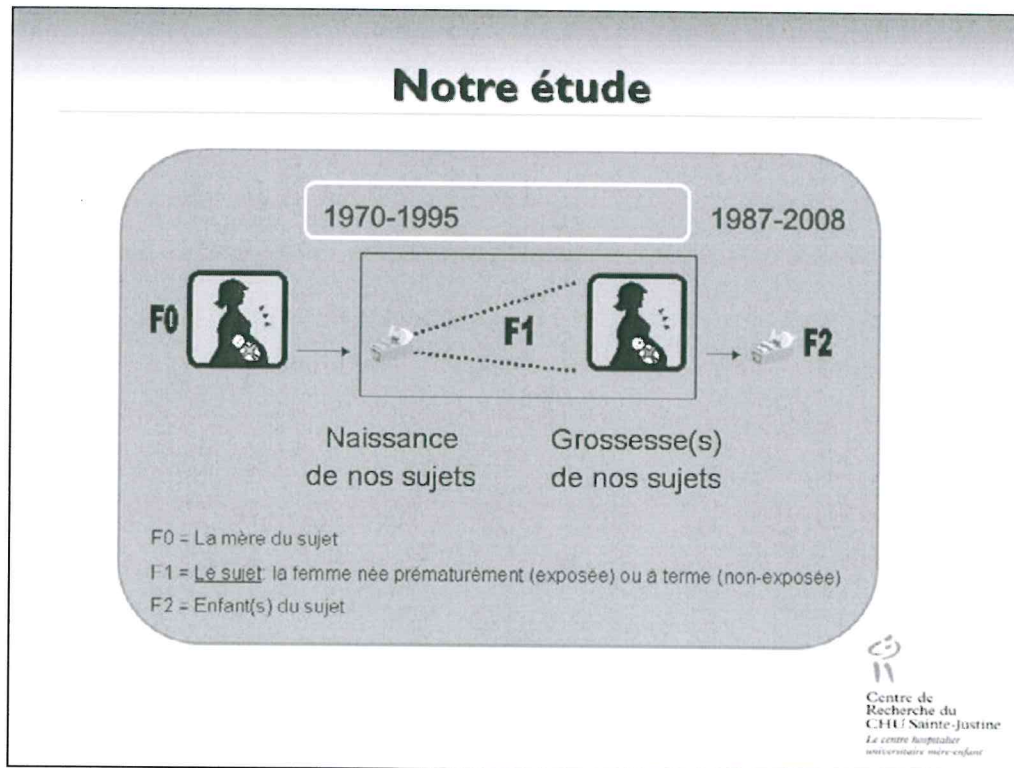 Notre étude
1970-1995
1987-2008
F0
F1
F2
Naissance
de nos sujets
Grossesse(s)
de nos sujets
F0 = La mère du sujet
F1 = Le sujet: la femme née prématurément (exposée) ou à terme (non-exposée)
F2 = Enfant(s) du sujet
Centre de
Recherche du
CHU Sainte-Justine
Le centre hospitalier
universitaire mère-enfant